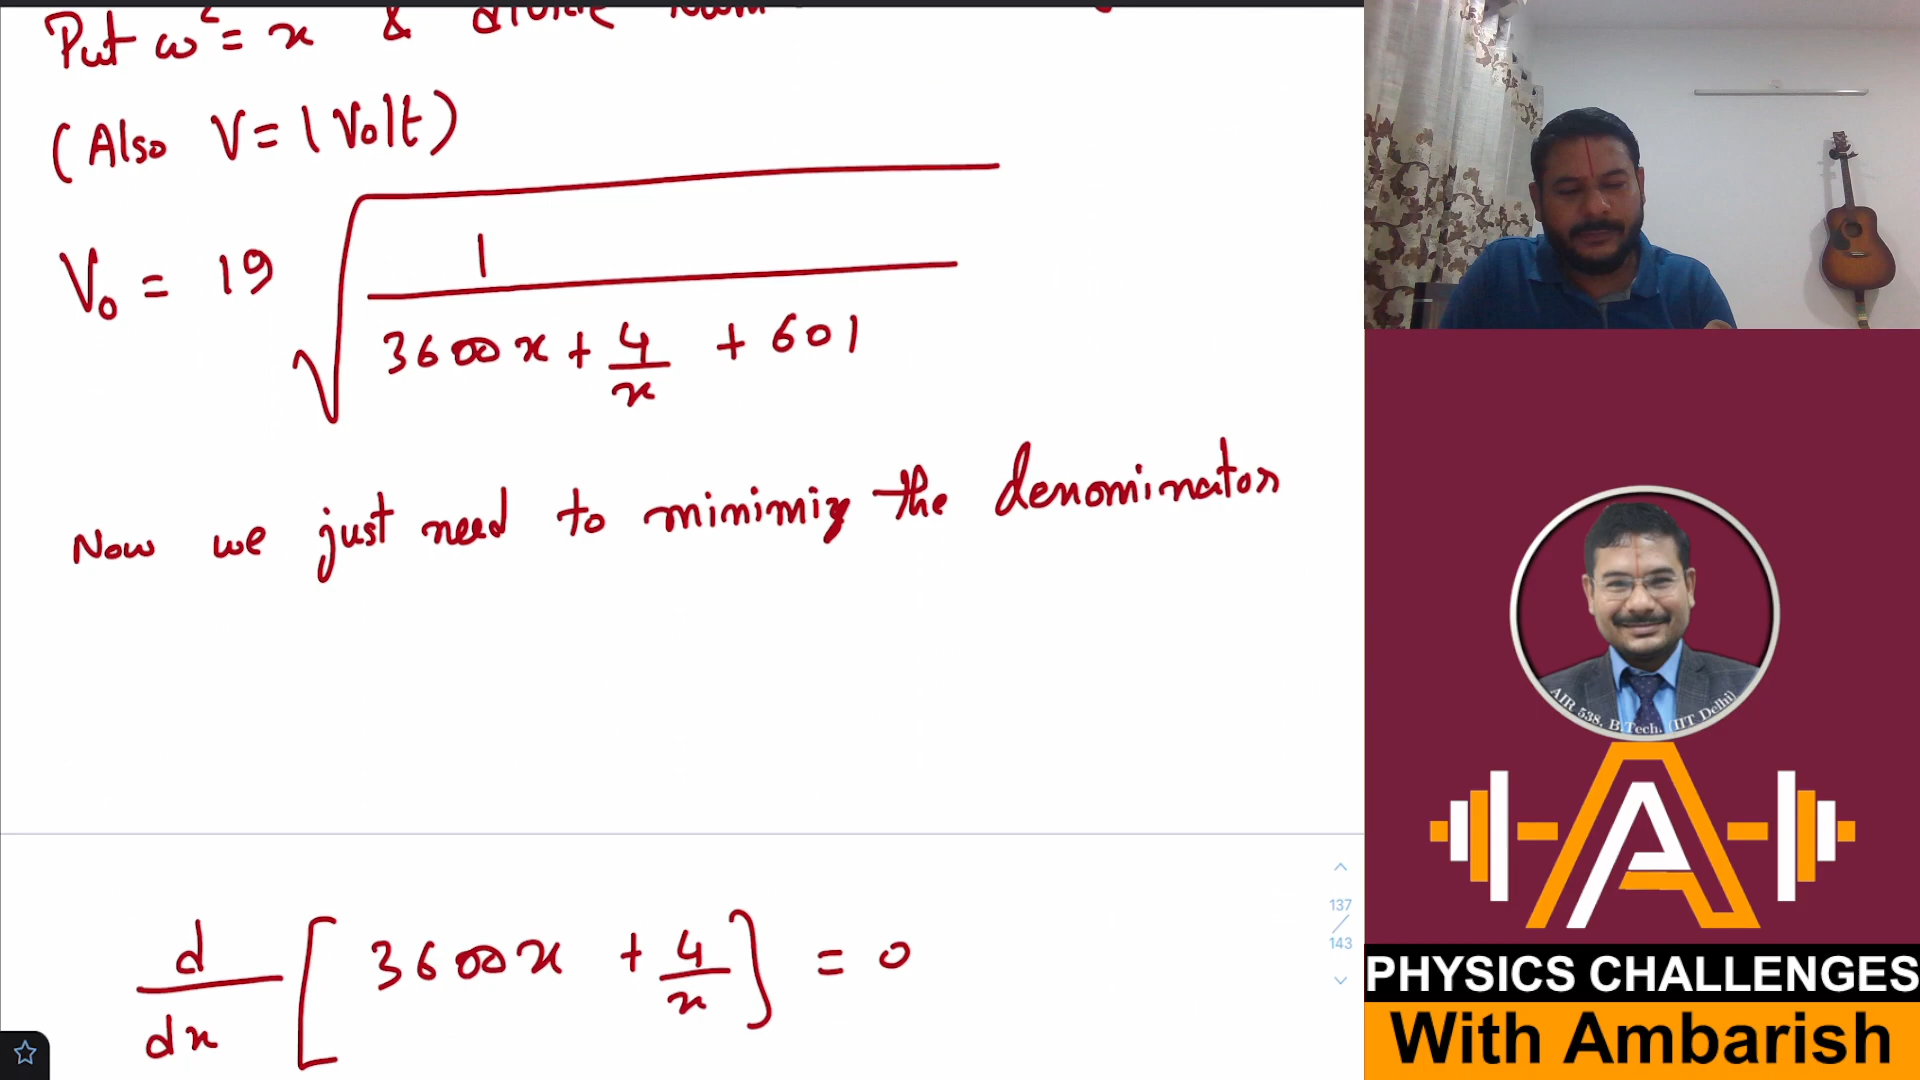 Put ω² = x &
(Also V = 1 Volt)
V₀ = 19 √(1 / (3600x + 4/x + 601))
Now we just need to minimiz the denominator
d/dx [3600x + 4/x] = 0
137
/
143
AIR 538, B.Tech. (IIT Delhi)
PHYSICS CHALLENGES
With Ambarish